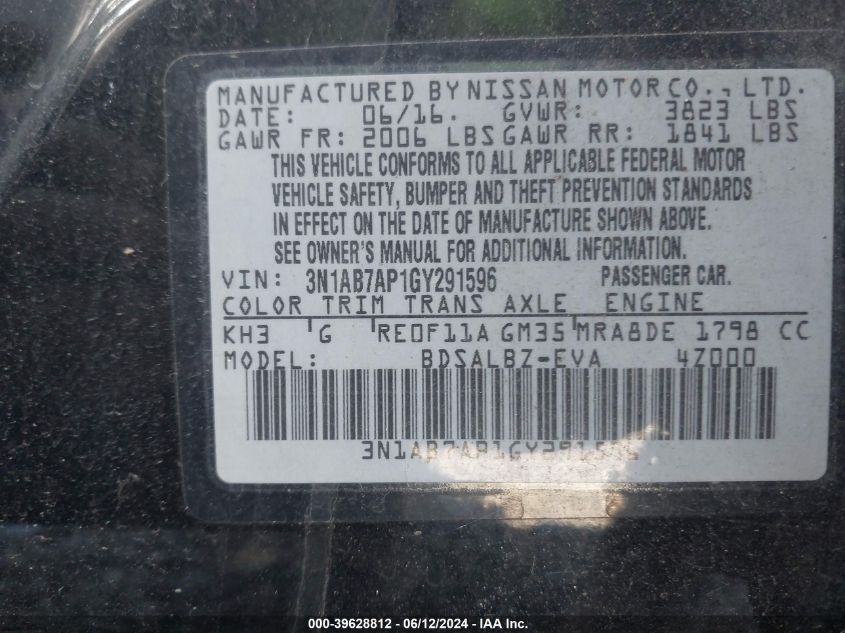 MANUFACTURED BY NISSAN MOTOR CO., LTD.
DATE: 06/16. GVWR: 3823 LBS
GAWR FR: 2006 LBS GAWR RR: 1841 LBS
THIS VEHICLE CONFORMS TO ALL APPLICABLE FEDERAL MOTOR
VEHICLE SAFETY, BUMPER AND THEFT PREVENTION STANDARDS
IN EFFECT ON THE DATE OF MANUFACTURE SHOWN ABOVE.
SEE OWNER'S MANUAL FOR ADDITIONAL INFORMATION.
VIN: 3N1AB7AP1GY291596 PASSENGER CAR.
COLOR TRIM TRANS AXLE ENGINE
KH3 G RE0F11A GM35 MRA8DE 1798 CC
MODEL: BDSALBZ-EVA 4Z000
3N1AB7AP1GY291596
000-39628812 - 06/12/2024 - IAA Inc.